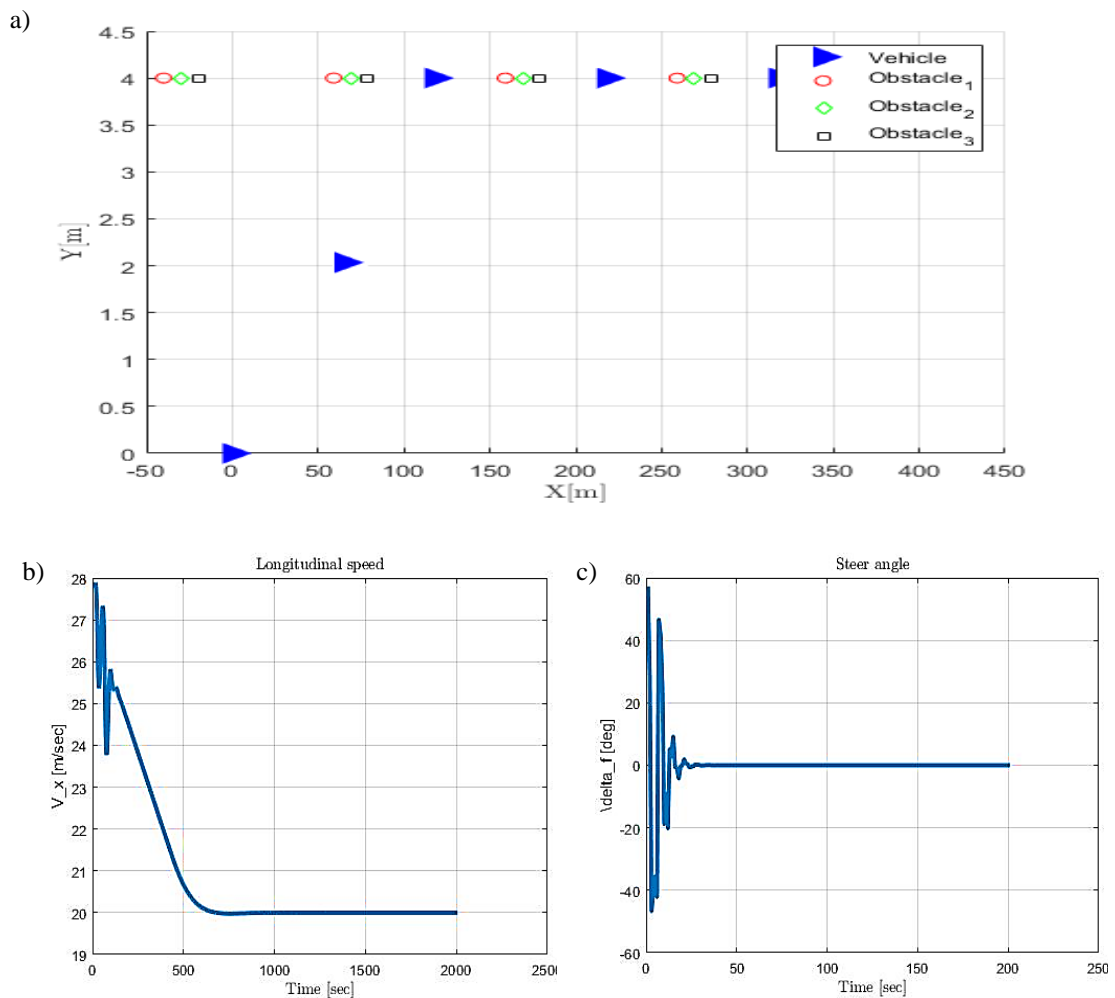 a)
4.5
4
3.5
3
2.5
2
1.5
1
0.5
0
Y[m]
-50 0 50 100 150 200 250 300 350 400 450
X[m]
Vehicle
Obstacle1
Obstacle2
Obstacle3
b)
Longitudinal speed
28
27
26
25
24
23
22
21
20
19
V_x [m/sec]
0 500 1000 1500 2000 2500
Time [sec]
c)
Steer angle
60
40
20
0
-20
-40
-60
\delta_f [deg]
0 50 100 150 200 250
Time [sec]